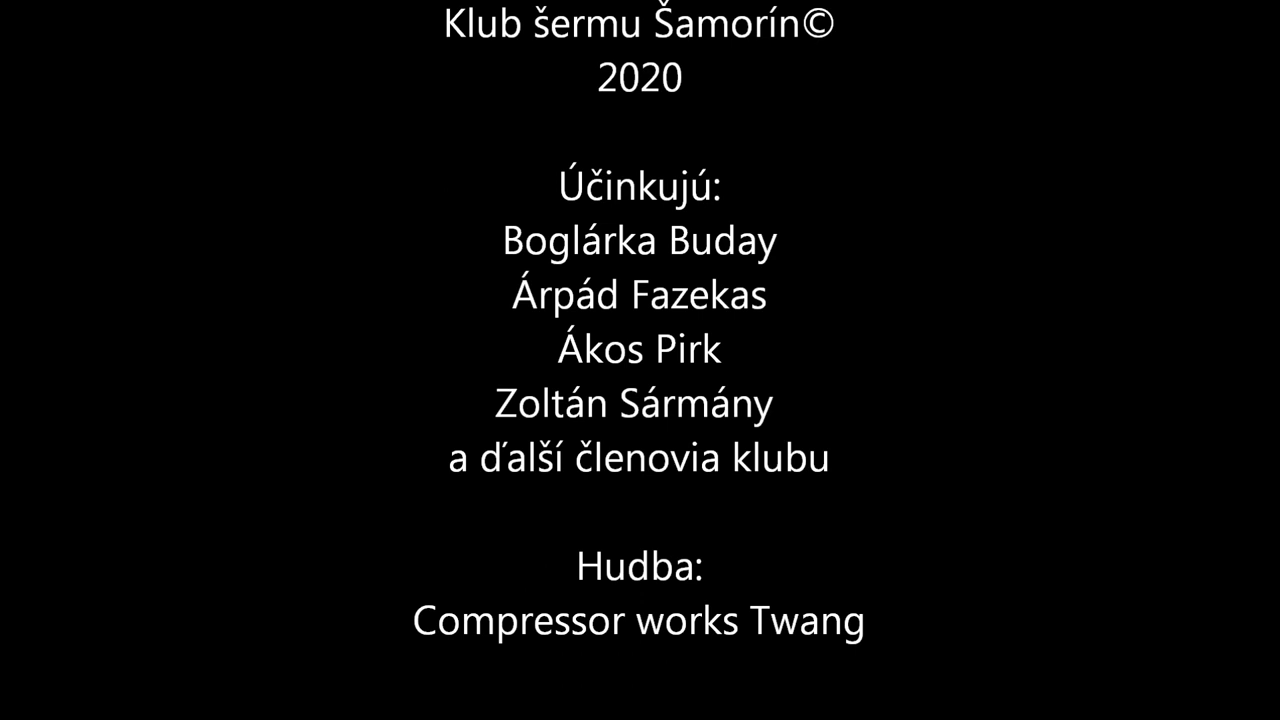 Klub šermu Šamorín©
2020
Účinkujú:
Boglárka Buday
Árpád Fazekas
Ákos Pirk
Zoltán Sármány
a ďalší členovia klubu
Hudba:
Compressor works Twang